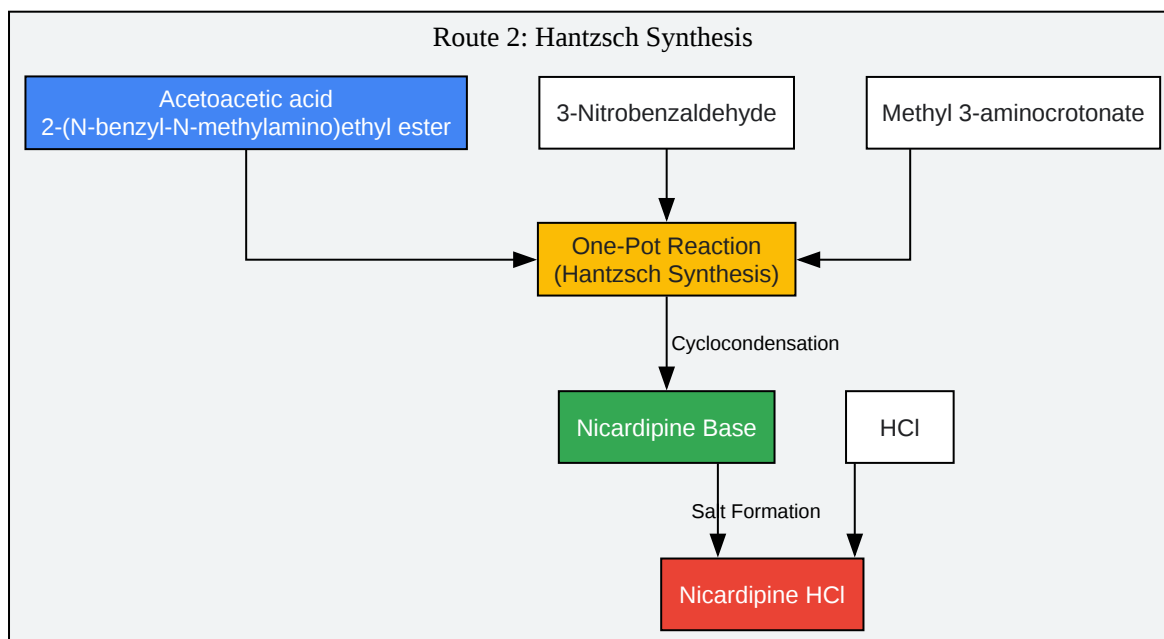 Route 2: Hantzsch Synthesis
Acetoacetic acid
2-(N-benzyl-N-methylamino)ethyl ester
3-Nitrobenzaldehyde
Methyl 3-aminocrotonate
One-Pot Reaction
(Hantzsch Synthesis)
Cyclocondensation
Nicardipine Base
HCl
Salt Formation
Nicardipine HCl